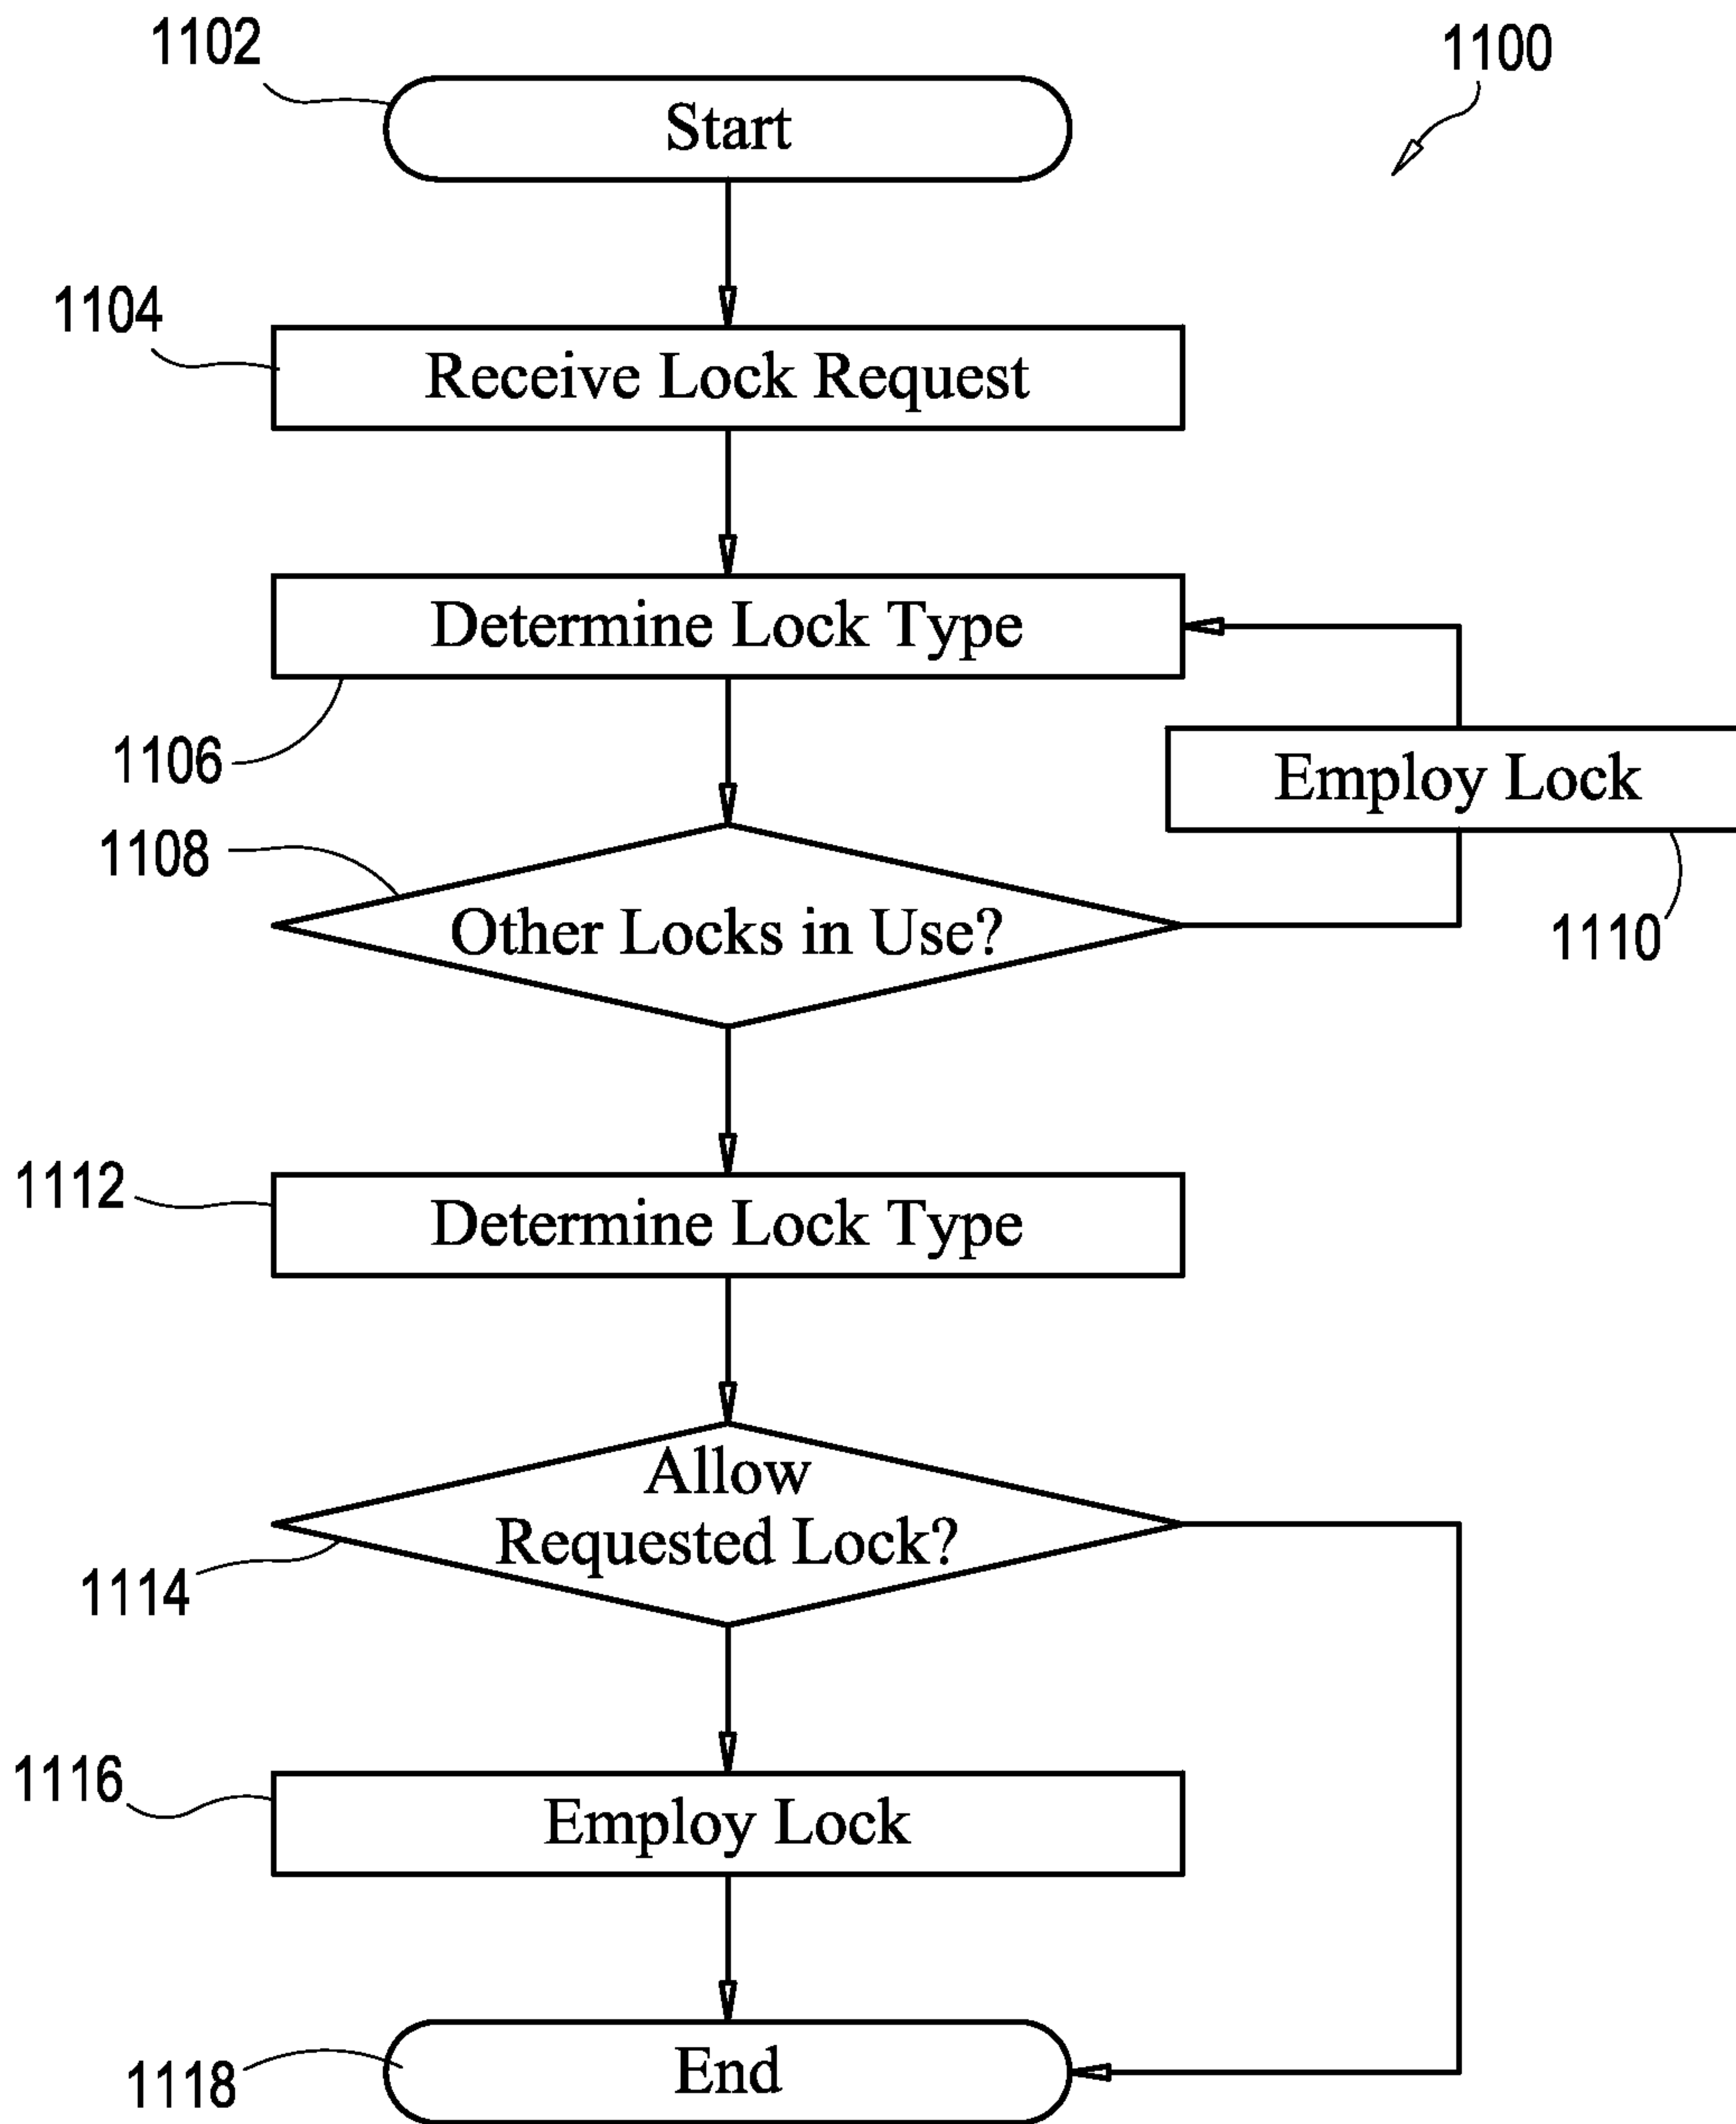 1102
1100
Start
1104
Receive Lock Request
Determine Lock Type
1106
Employ Lock
1108
Other Locks in Use?
1110
1112
Determine Lock Type
Allow
Requested Lock?
1114
1116
Employ Lock
End
1118